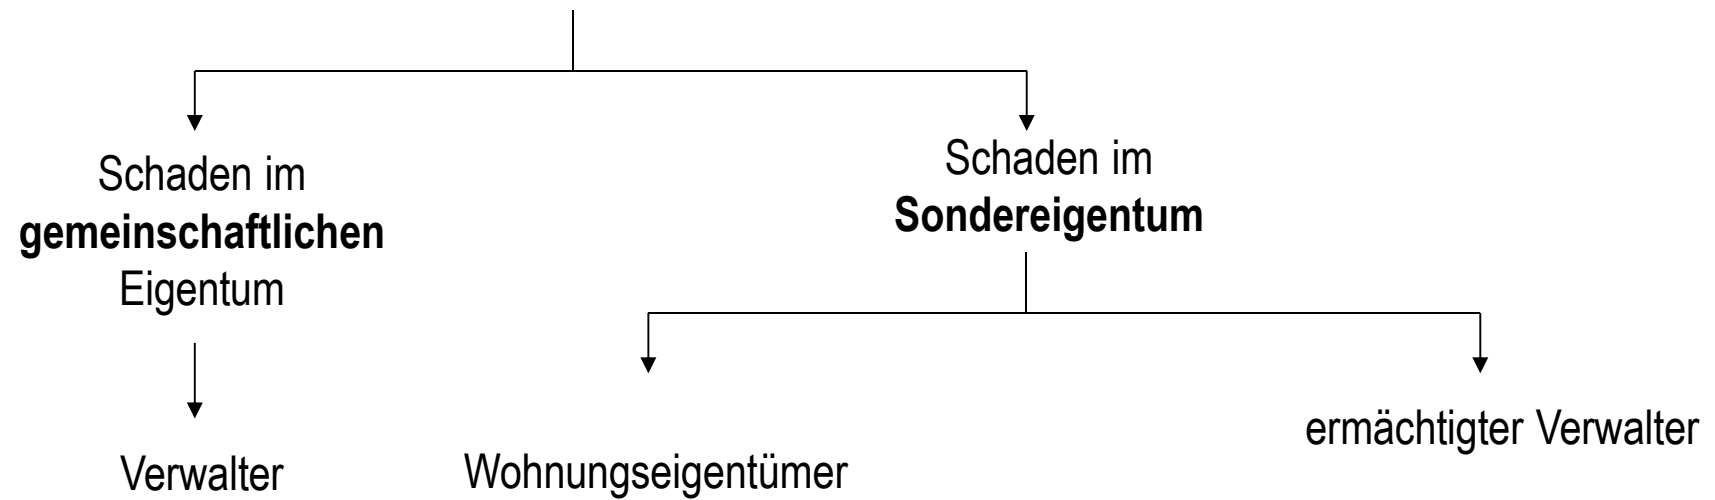 Schaden im
gemeinschaftlichen
Eigentum
Schaden im
Sondereigentum
Verwalter
Wohnungseigentümer
ermächtigter Verwalter